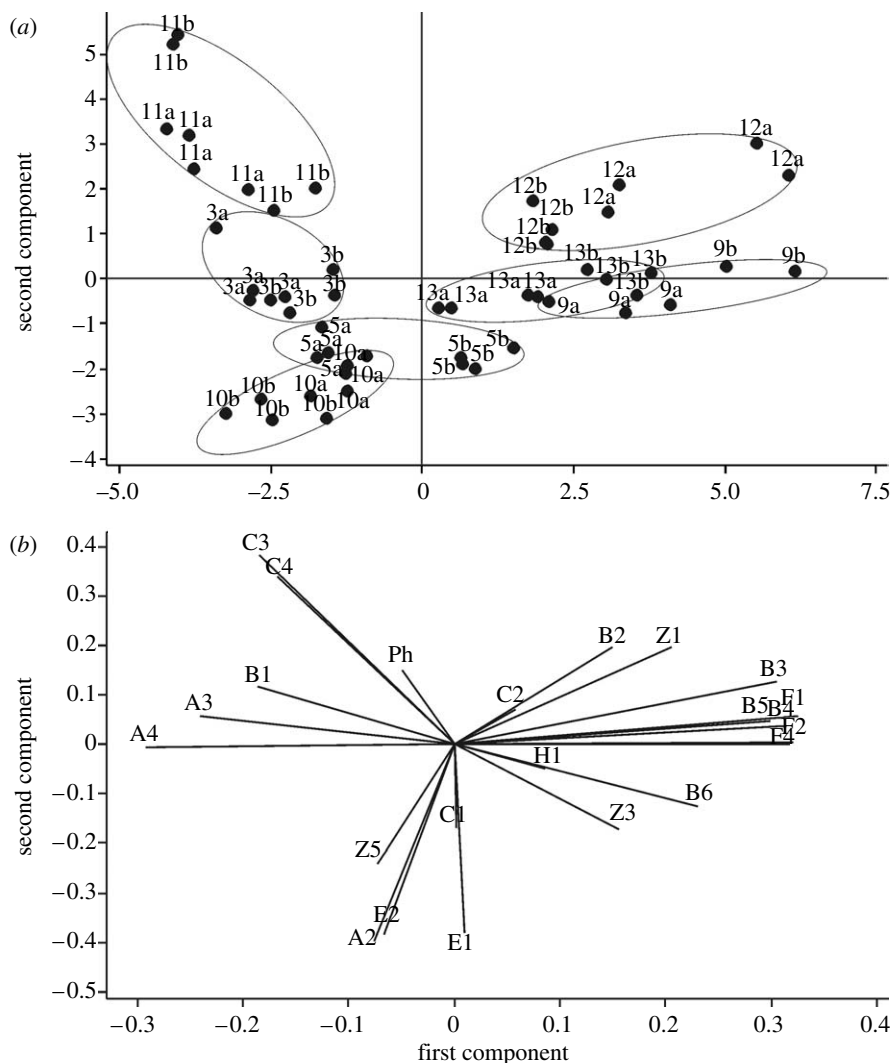 (a)
second component
5
4
3
2
1
0
−1
−2
−3
−4
−5.0 −2.5 0 2.5 5.0 7.5
11b
11b
11a 11a
11a
11a
11b 11b
3a
3b
3a
3a 3b 3a 3b
3b
5a
5a
5a 10a
5a 10a
10b 10b 10a
10b 10b 10a
5b
5b 5b
5b
12a
12a
12a
12a
12b
12b
12b
13b 13b
13b
13b
13a 13a
13a 13a
9b 9b
9a 9a
9a
(b)
second component
0.4
0.3
0.2
0.1
0
−0.1
−0.2
−0.3
−0.4
−0.5
−0.3 −0.2 −0.1 0 0.1 0.2 0.3 0.4
first component
C3
C4
Ph
B1
A3
A4
B2 Z1
B3
C2
B5 B4 F1
F2
F4
H1
B6
Z3
C1
Z5
E2
A2
E1